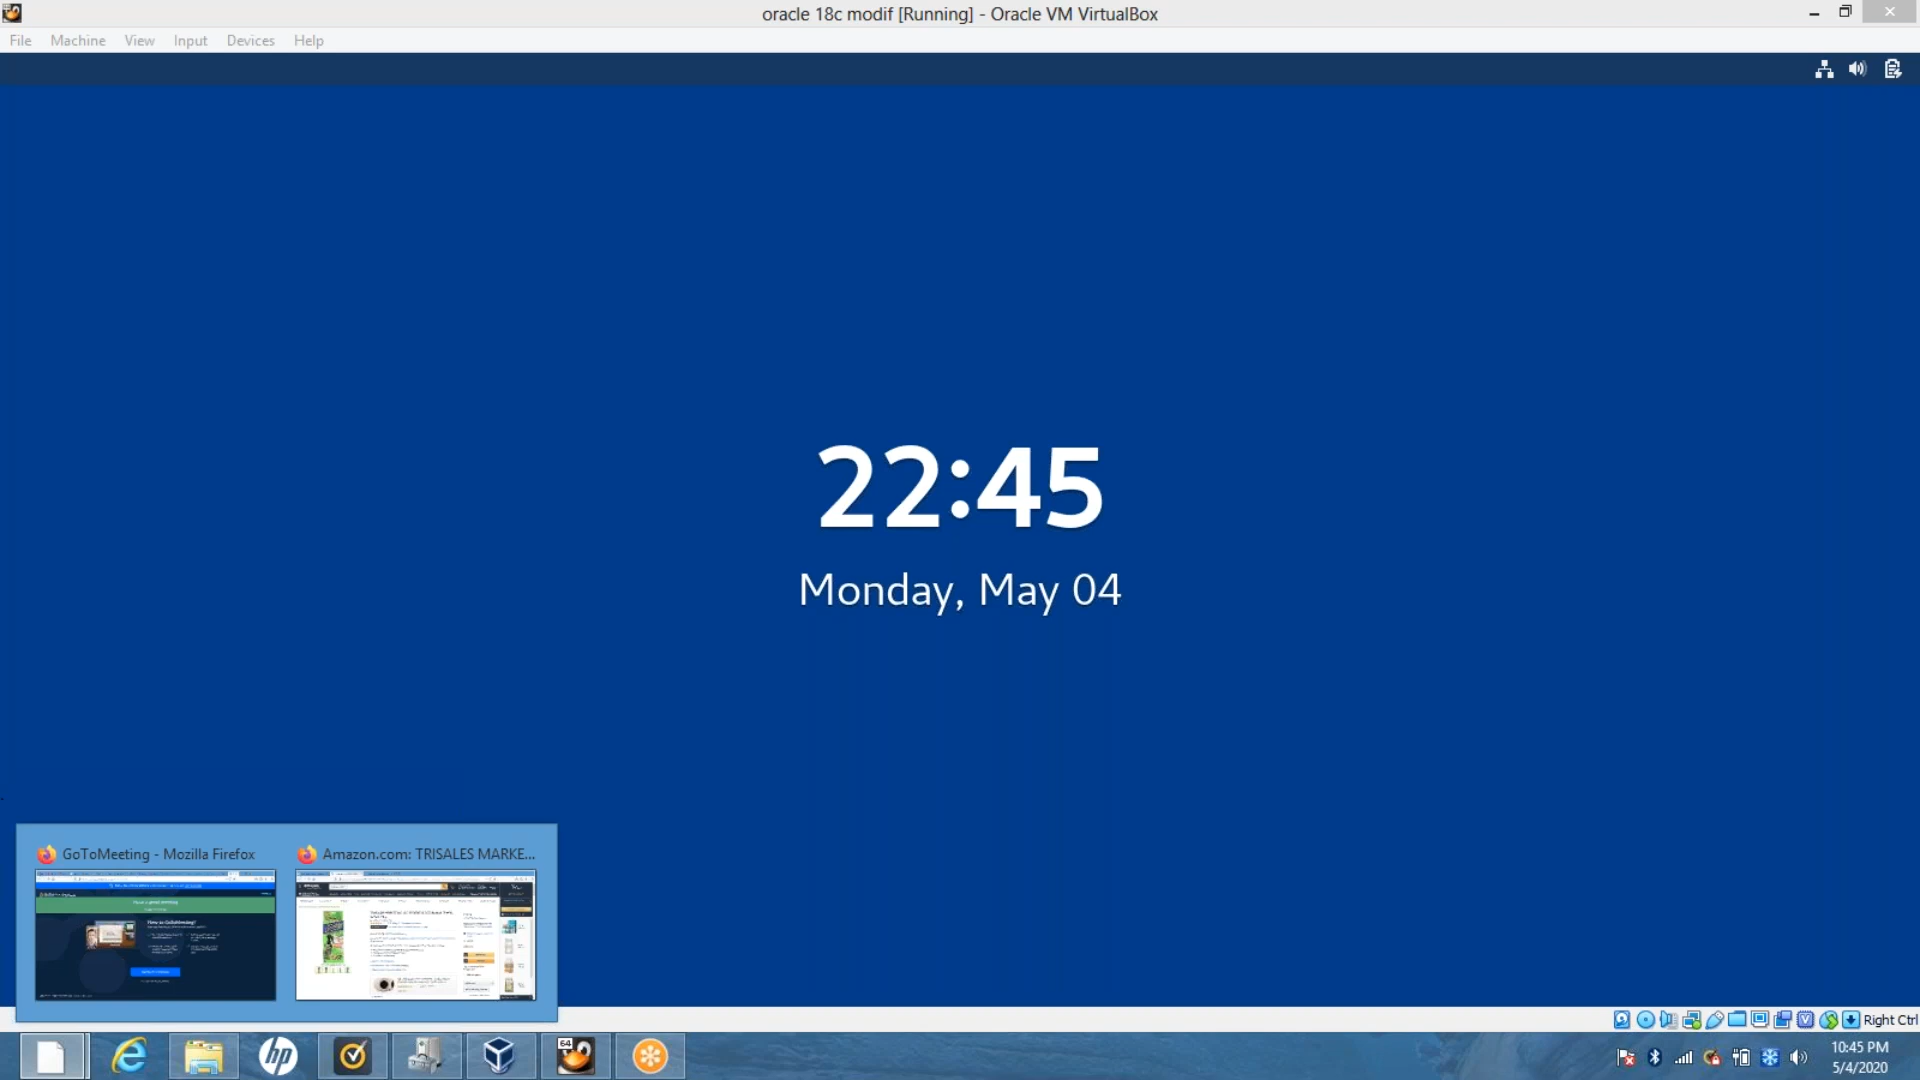 oracle 18c modif [Running] - Oracle VM VirtualBox
File Machine View Input Devices Help
22:45
Monday, May 04
GoToMeeting - Mozilla Firefox
Amazon.com: TRISALES MARKE...
Right Ctrl
64
10:45 PM
5/4/2020